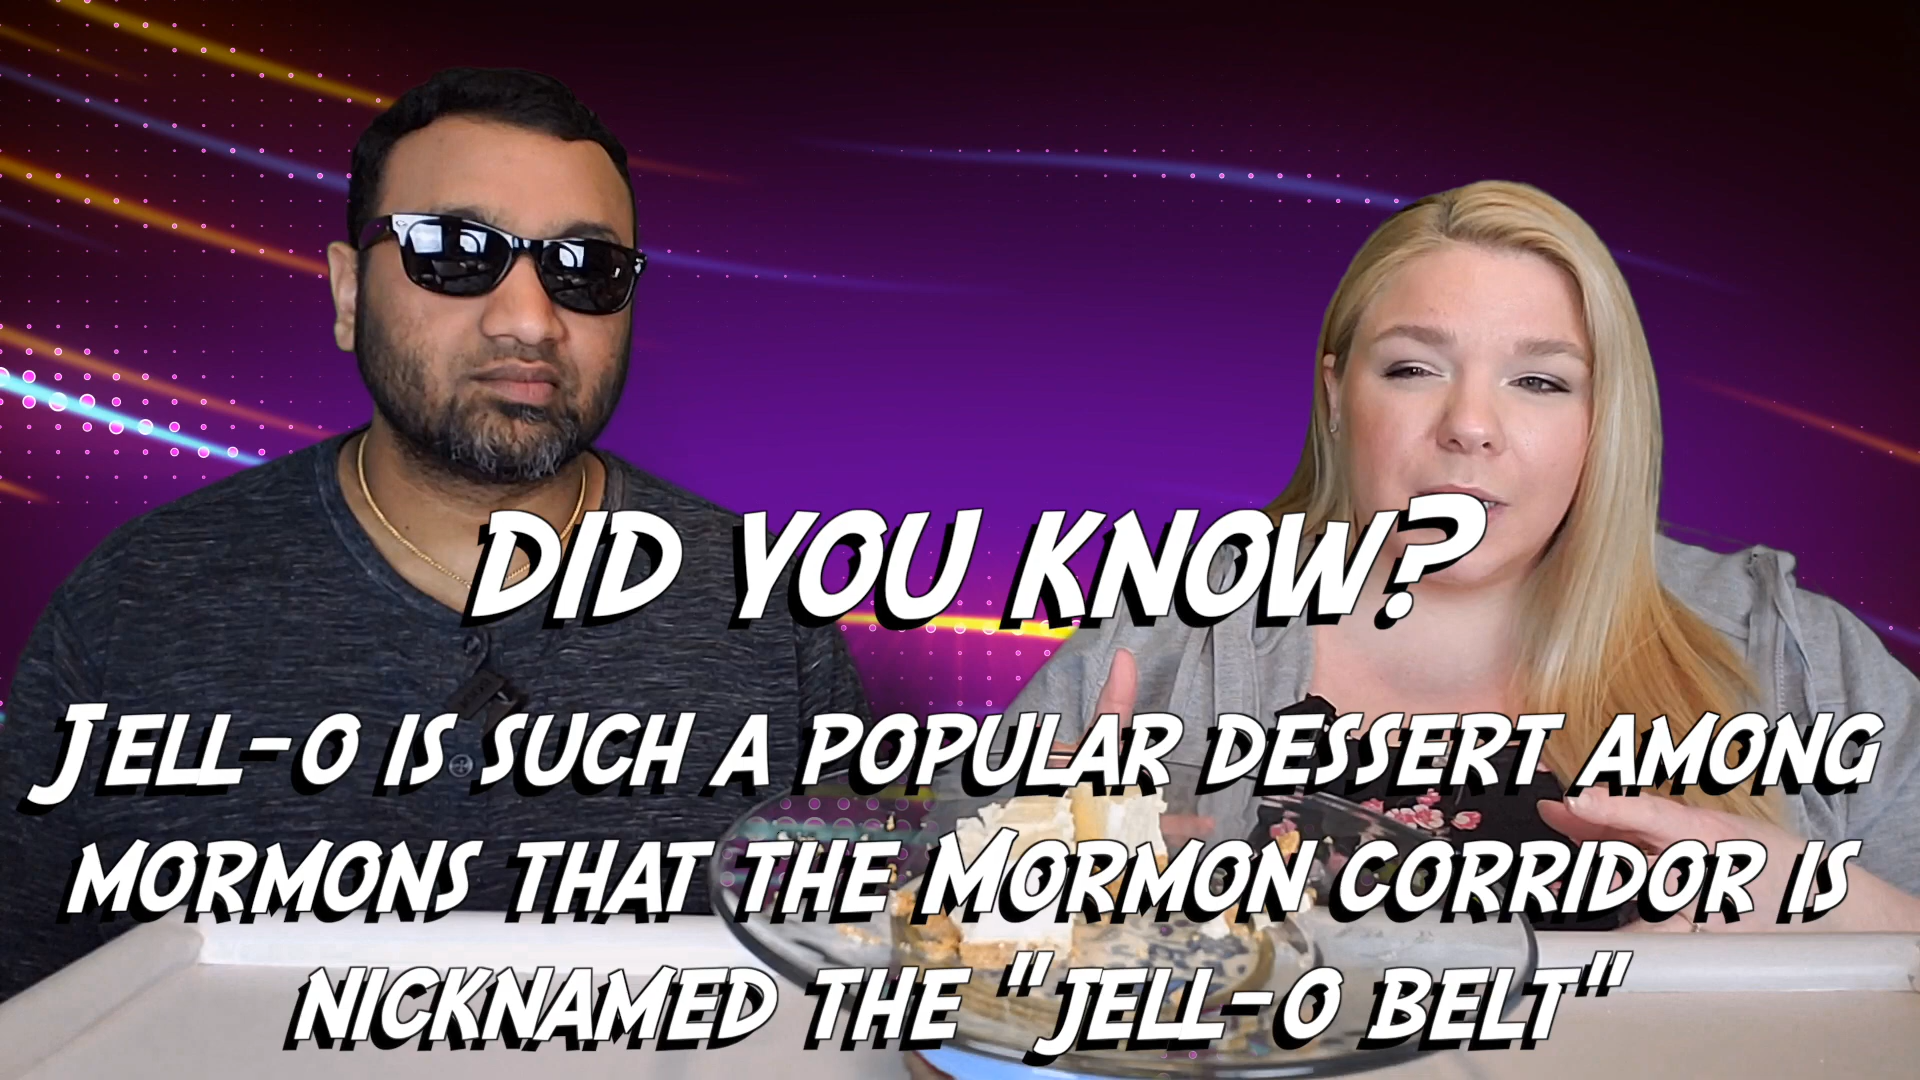 DID YOU KNOW?
JELL-O IS SUCH A POPULAR DESSERT AMONG
MORMONS THAT THE MORMON CORRIDOR IS
NICKNAMED THE "JELL-O BELT"